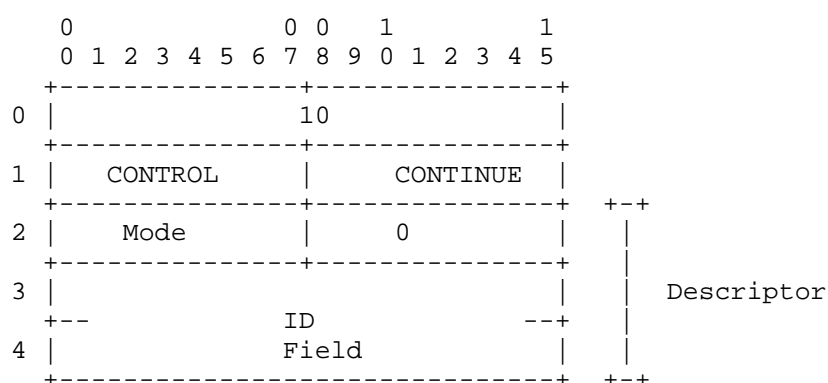 0 0 0 1 1
0 1 2 3 4 5 6 7 8 9 0 1 2 3 4 5
+---------------+---------------+
0 | 10 |
+---------------+---------------+
1 | CONTROL | CONTINUE |
+---------------+---------------+ +-+
2 | Mode | 0 | |
+---------------+---------------+ |
3 | | | Descriptor
+-- ID --+ |
4 | Field | |
+-------------------------------+ +-+